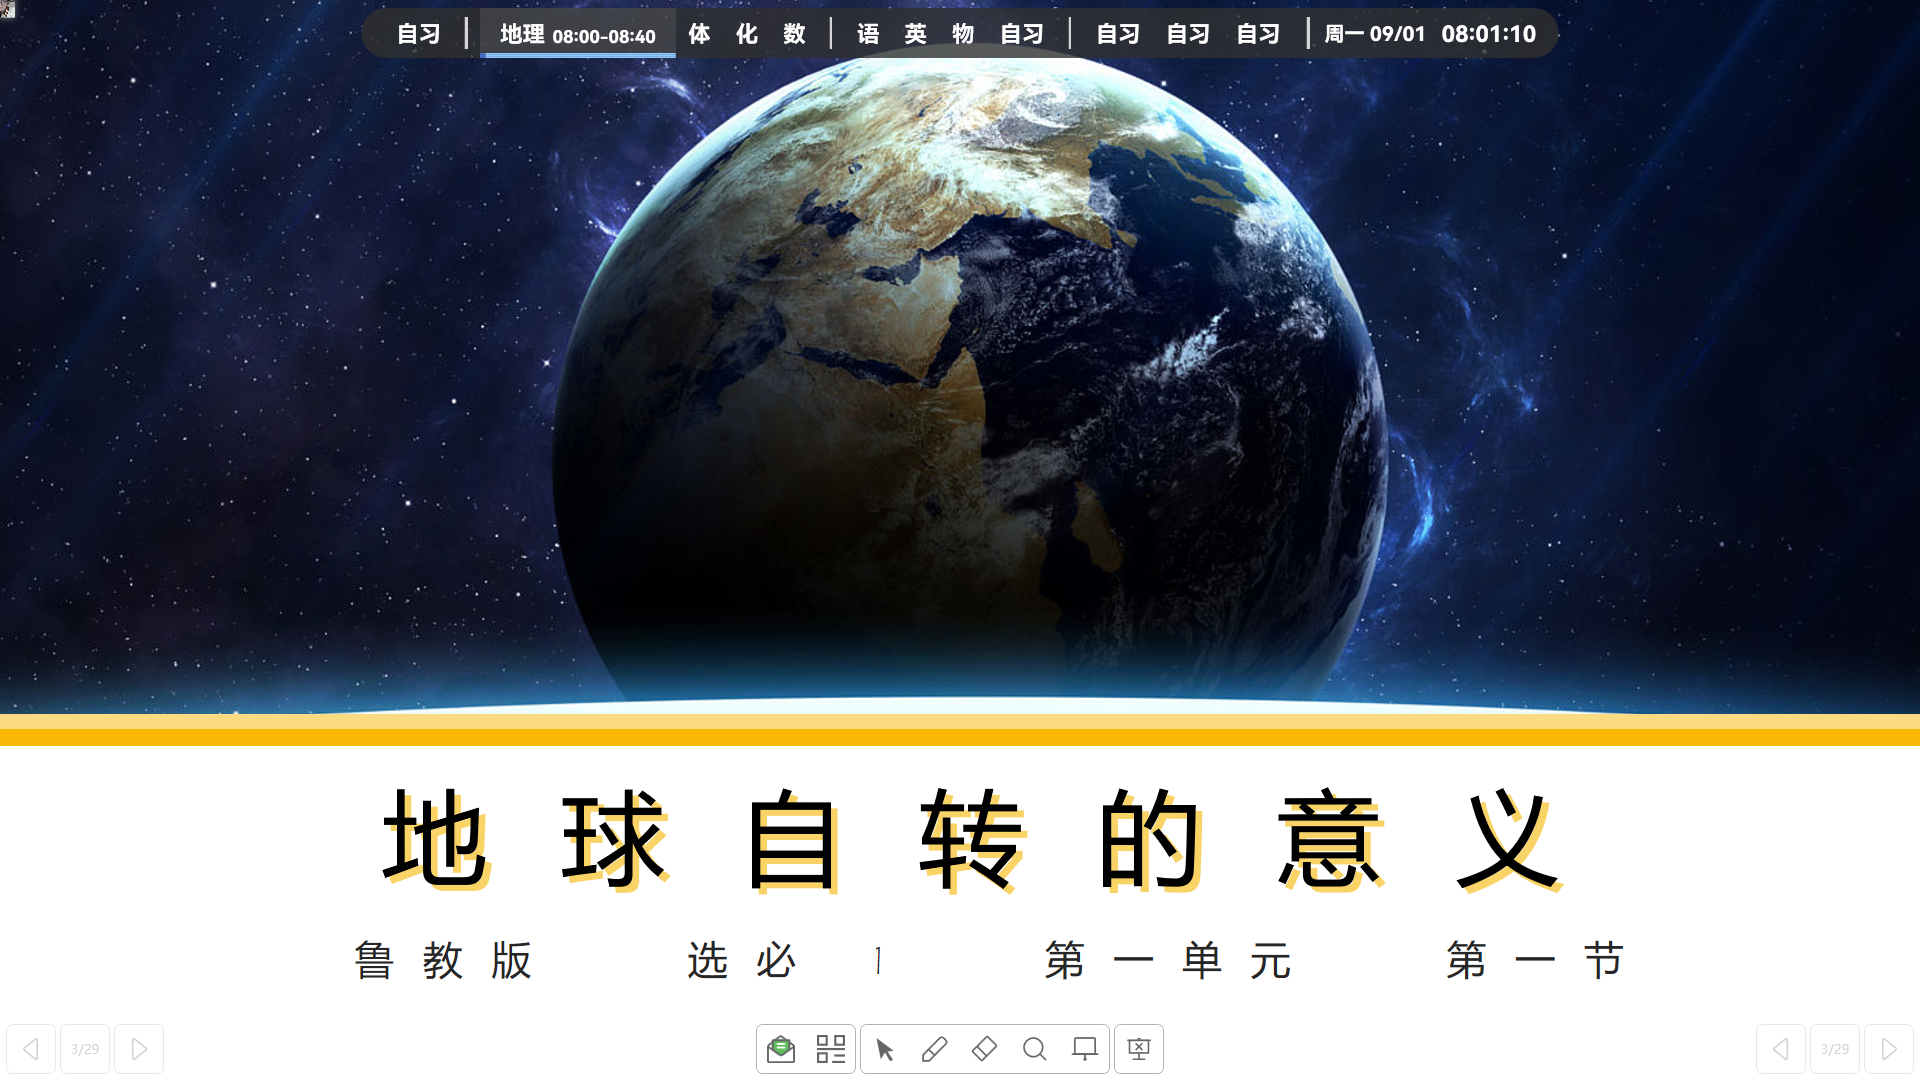 自习 | 地理 08:00-08:40 体 化 数 | 语 英 物 自习 | 自习 自习 自习 | 周一 09/01 08:01:10
地球自转的意义
鲁教版 选必1 第一单元 第一节
3/29 3/29